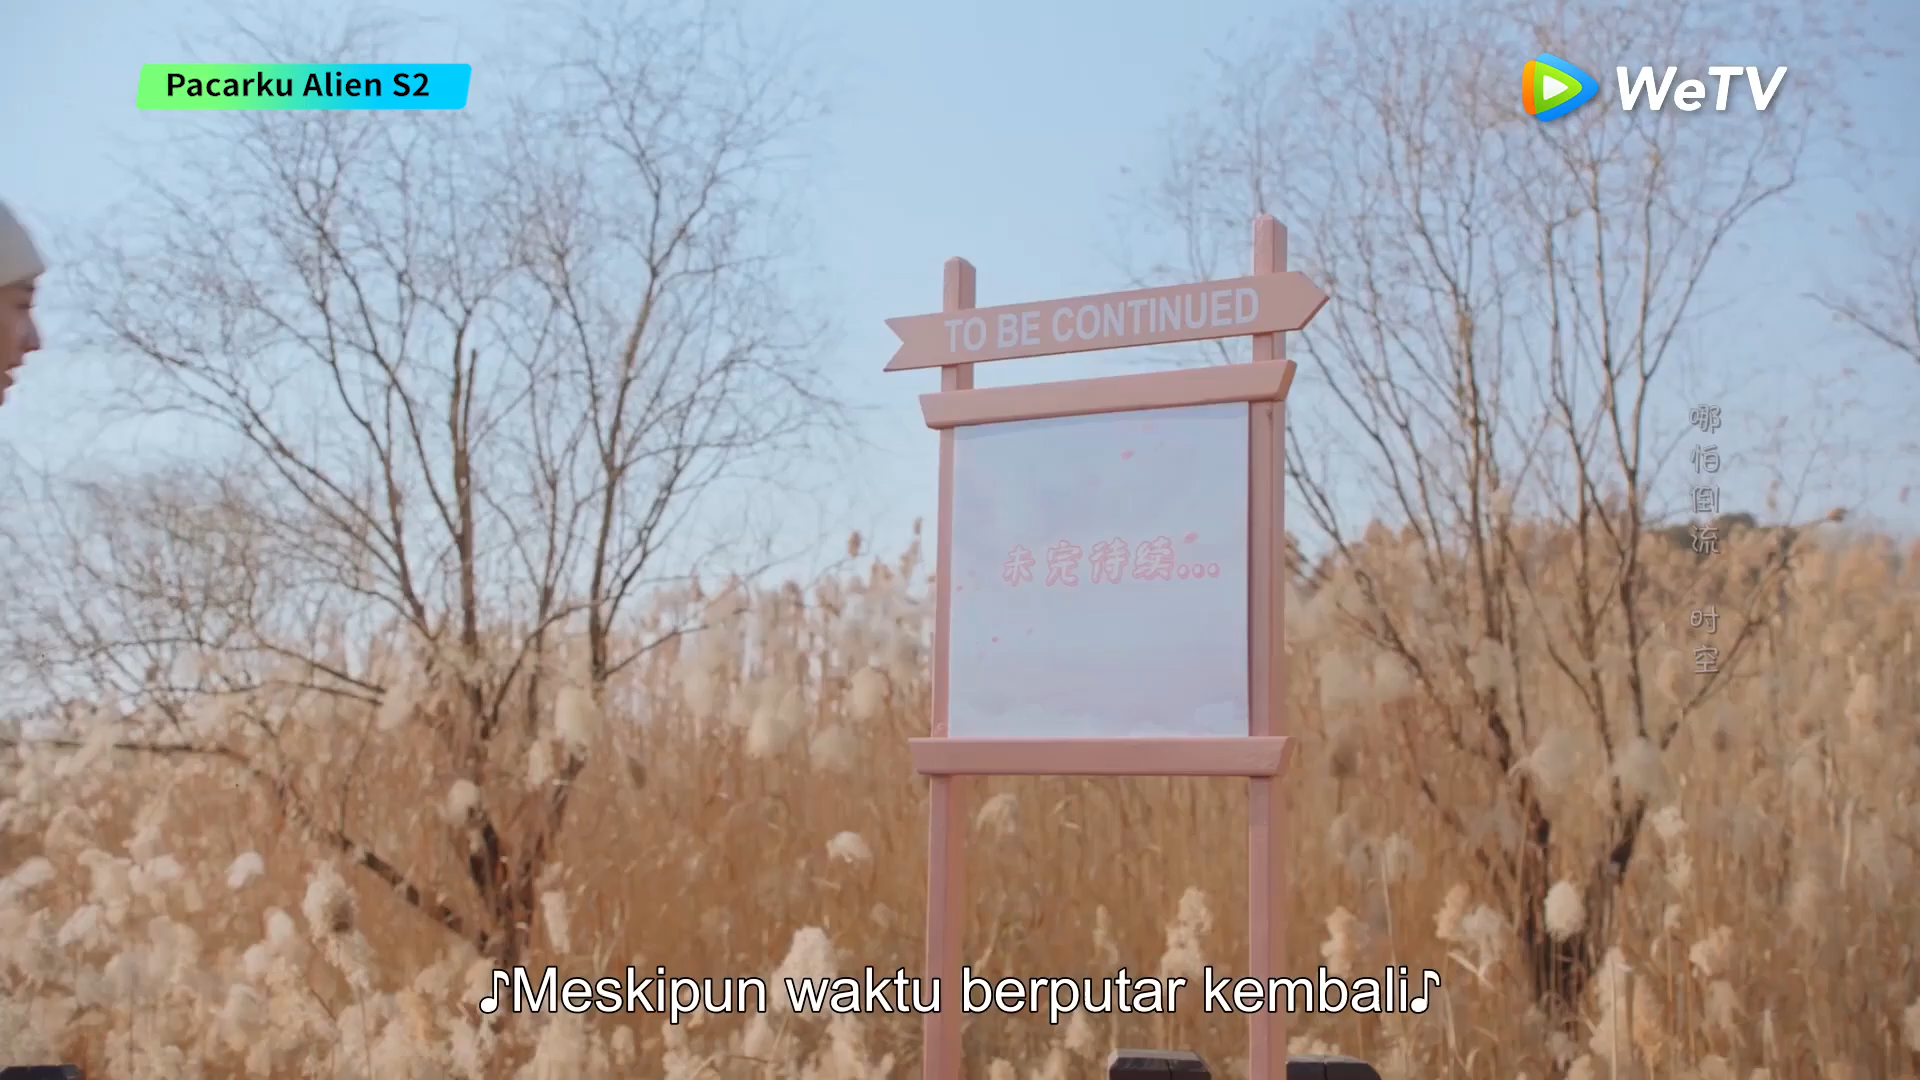 Pacarku Alien S2
WeTV
TO BE CONTINUED
未完待续...
哪怕倒流 时空
♪Meskipun waktu berputar kembali♪